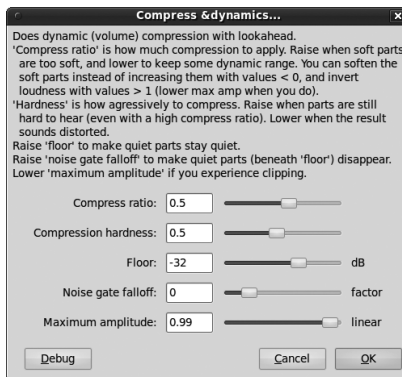 Compress &dynamics...
Does dynamic (volume) compression with lookahead.
'Compress ratio' is how much compression to apply. Raise when soft parts
are too soft, and lower to keep some dynamic range. You can soften the
soft parts instead of increasing them with values < 0, and invert
loudness with values > 1 (lower max amp when you do).
'Hardness' is how agressively to compress. Raise when parts are still
hard to hear (even with a high compress ratio). Lower when the result
sounds distorted.
Raise 'floor' to make quiet parts stay quiet.
Raise 'noise gate falloff' to make quiet parts (beneath 'floor') disappear.
Lower 'maximum amplitude' if you experience clipping.
Compress ratio: 0.5
Compression hardness: 0.5
Floor: -32 dB
Noise gate falloff: 0 factor
Maximum amplitude: 0.99 linear
Debug Cancel OK